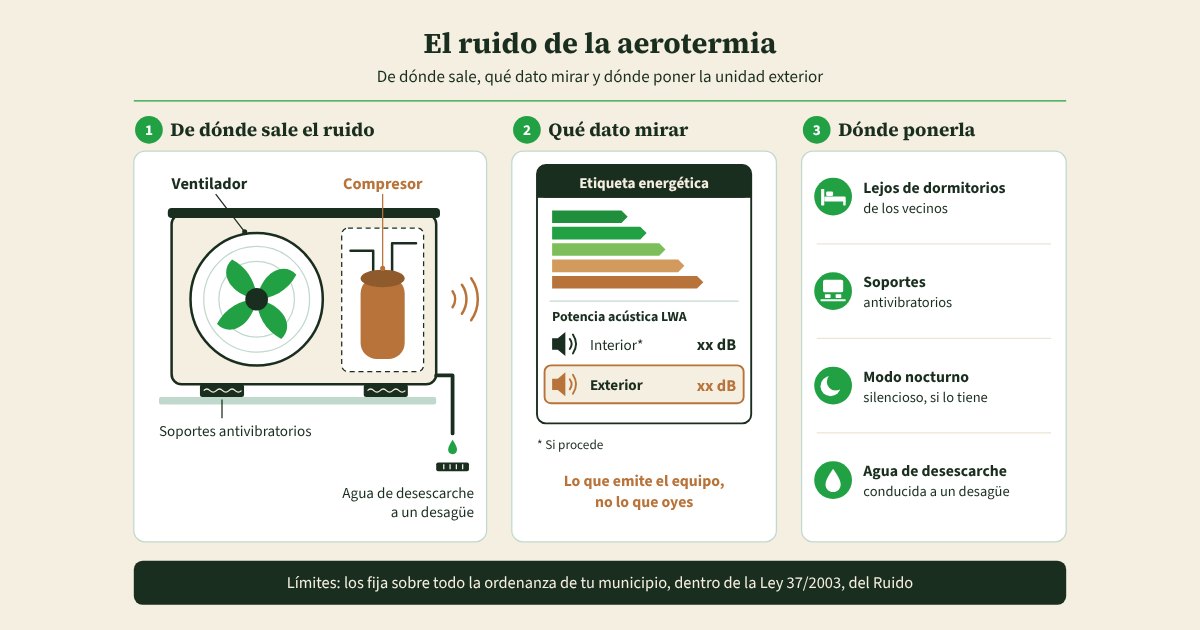 El ruido de la aerotermia
De dónde sale, qué dato mirar y dónde poner la unidad exterior
1 De dónde sale el ruido
Ventilador
Compresor
Soportes antivibratorios
Agua de desescarche
a un desagüe
2 Qué dato mirar
Etiqueta energética
Potencia acústica LWA
Interior* xx dB
Exterior xx dB
* Si procede
Lo que emite el equipo,
no lo que oyes
3 Dónde ponerla
Lejos de dormitorios
de los vecinos
Soportes
antivibratorios
Modo nocturno
silencioso, si lo tiene
Agua de desescarche
conducida a un desagüe
Límites: los fija sobre todo la ordenanza de tu municipio, dentro de la Ley 37/2003, del Ruido